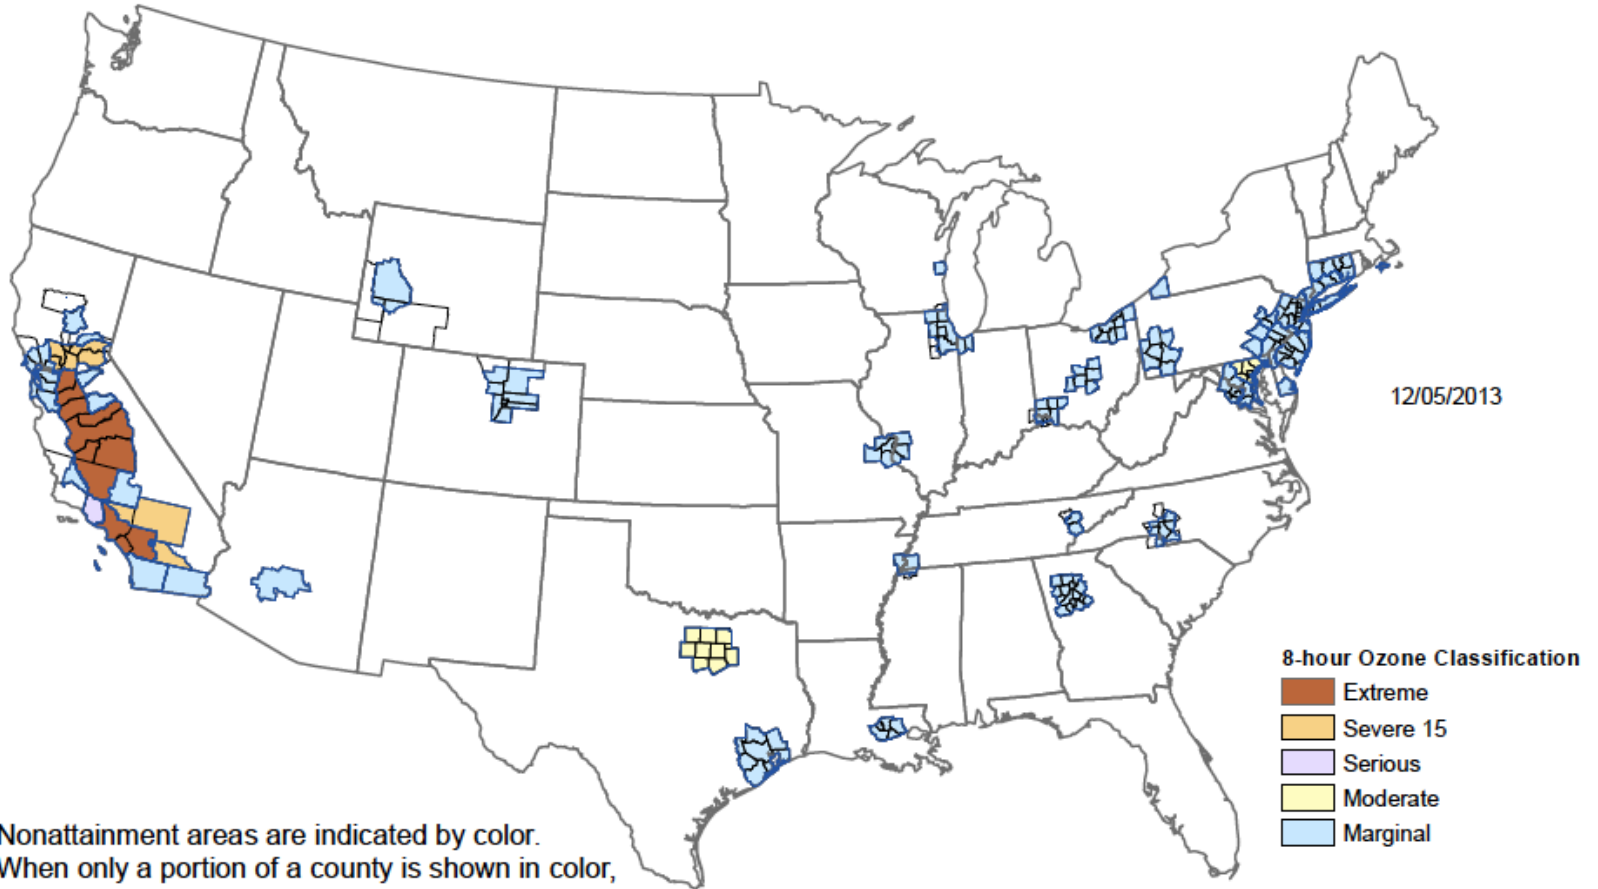 12/05/2013
8-hour Ozone Classification
Extreme
Severe 15
Serious
Moderate
Marginal
Nonattainment areas are indicated by color.
When only a portion of a county is shown in color,